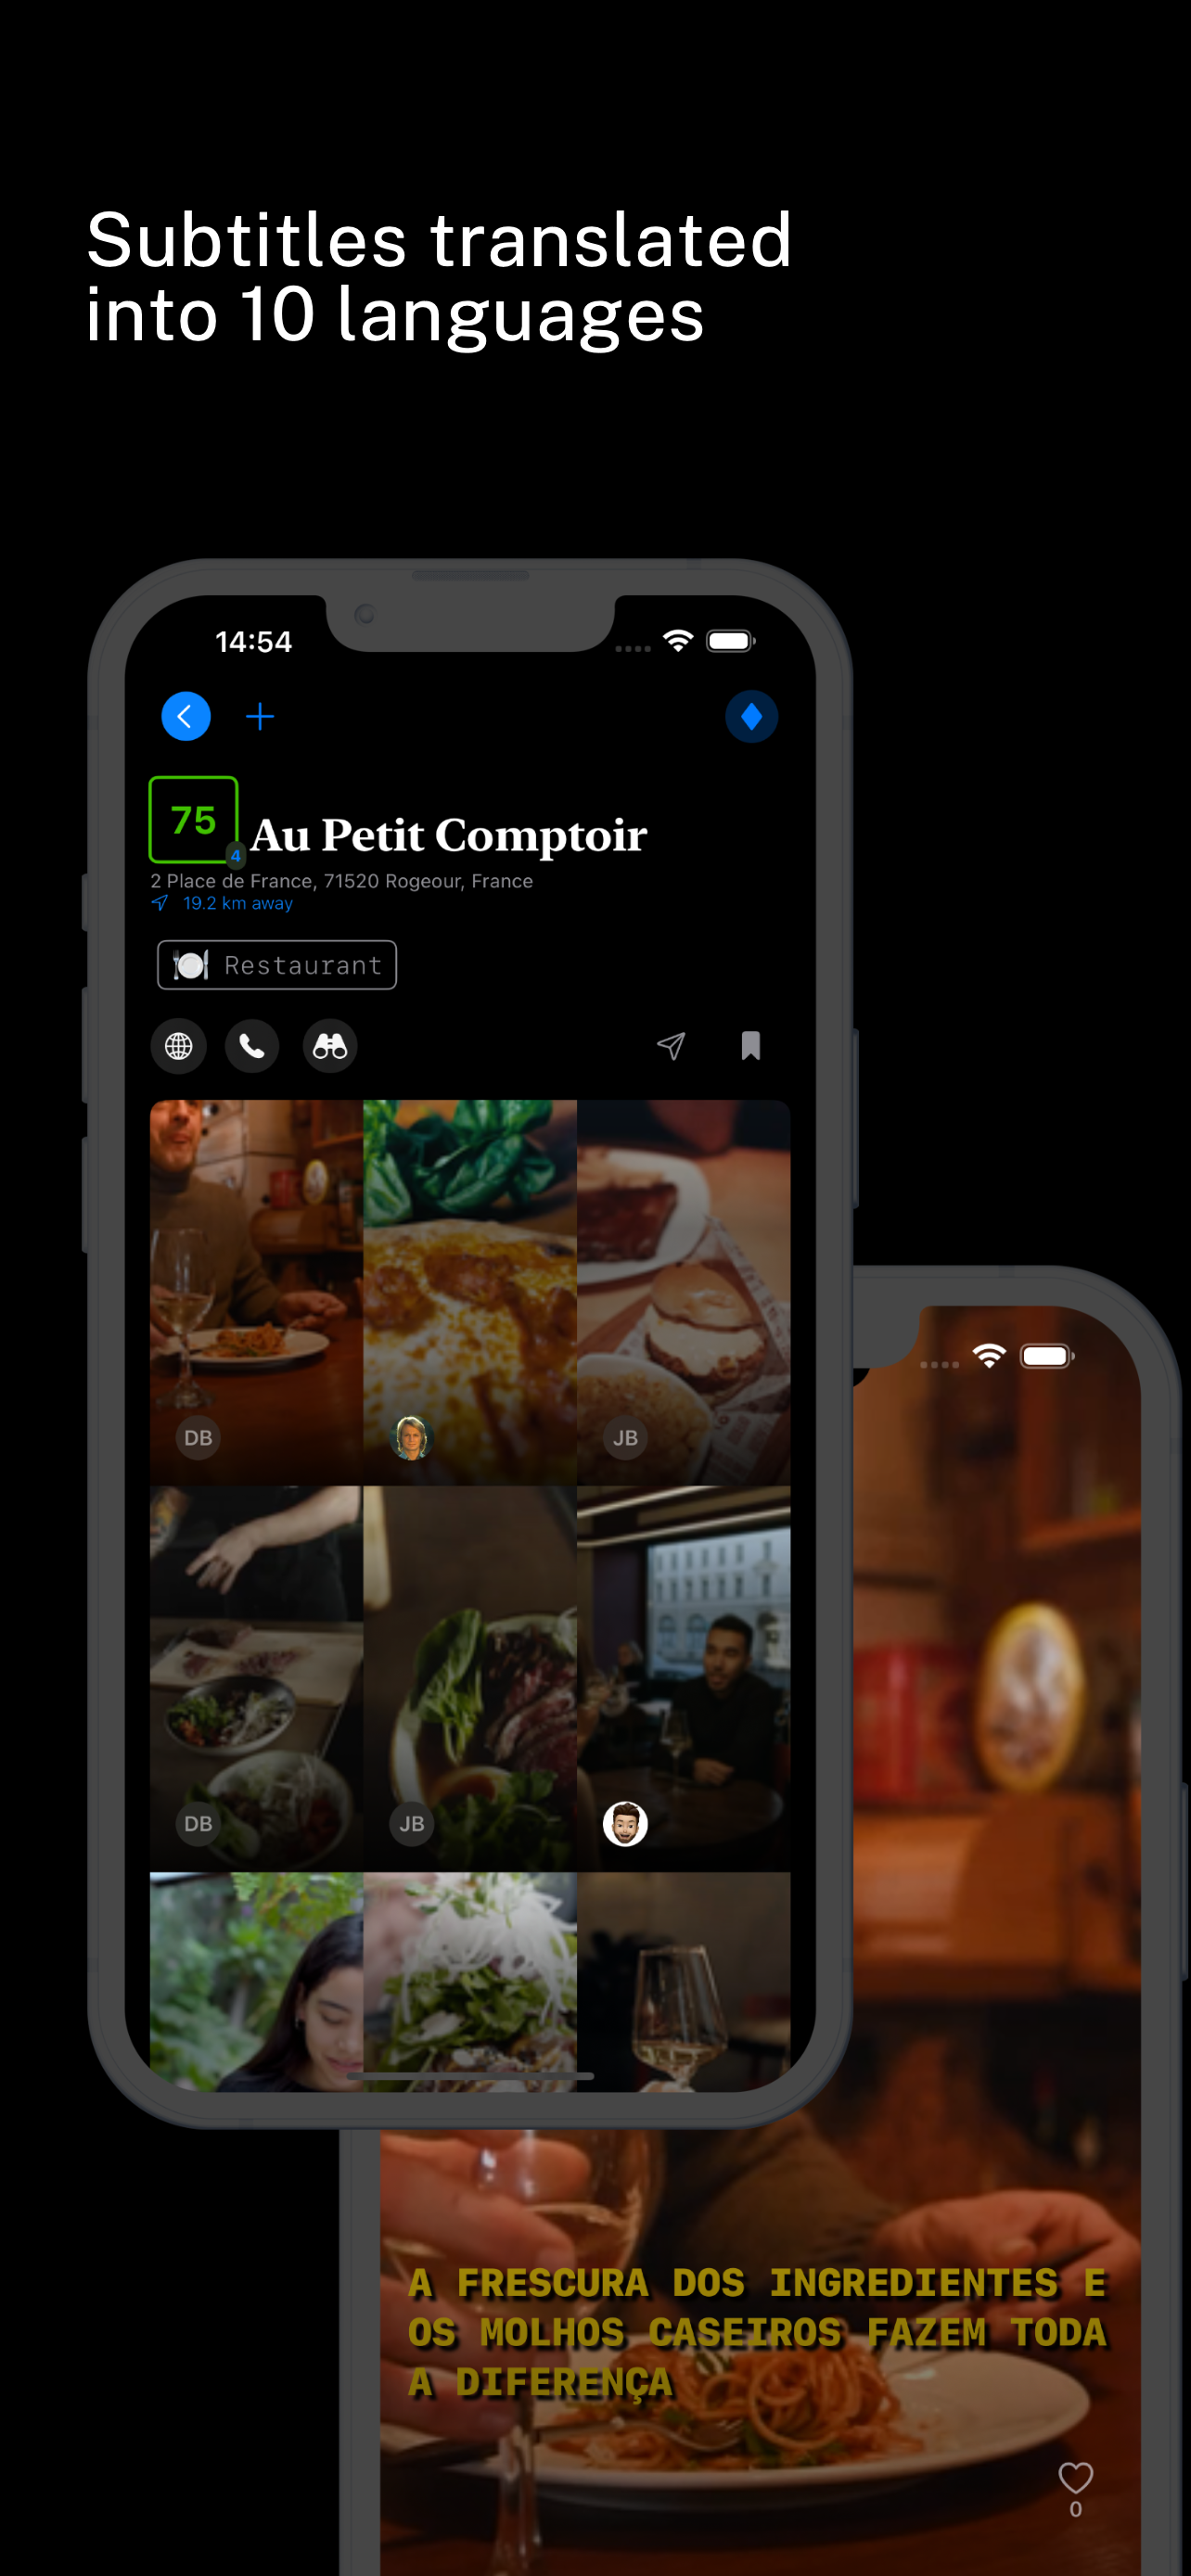 Subtitles translated
into 10 languages
14:54
75
4
Au Petit Comptoir
2 Place de France, 71520 Rogeour, France
19.2 km away
Restaurant
DB
JB
DB
JB
A FRESCURA DOS INGREDIENTES E
OS MOLHOS CASEIROS FAZEM TODA
A DIFERENÇA
0